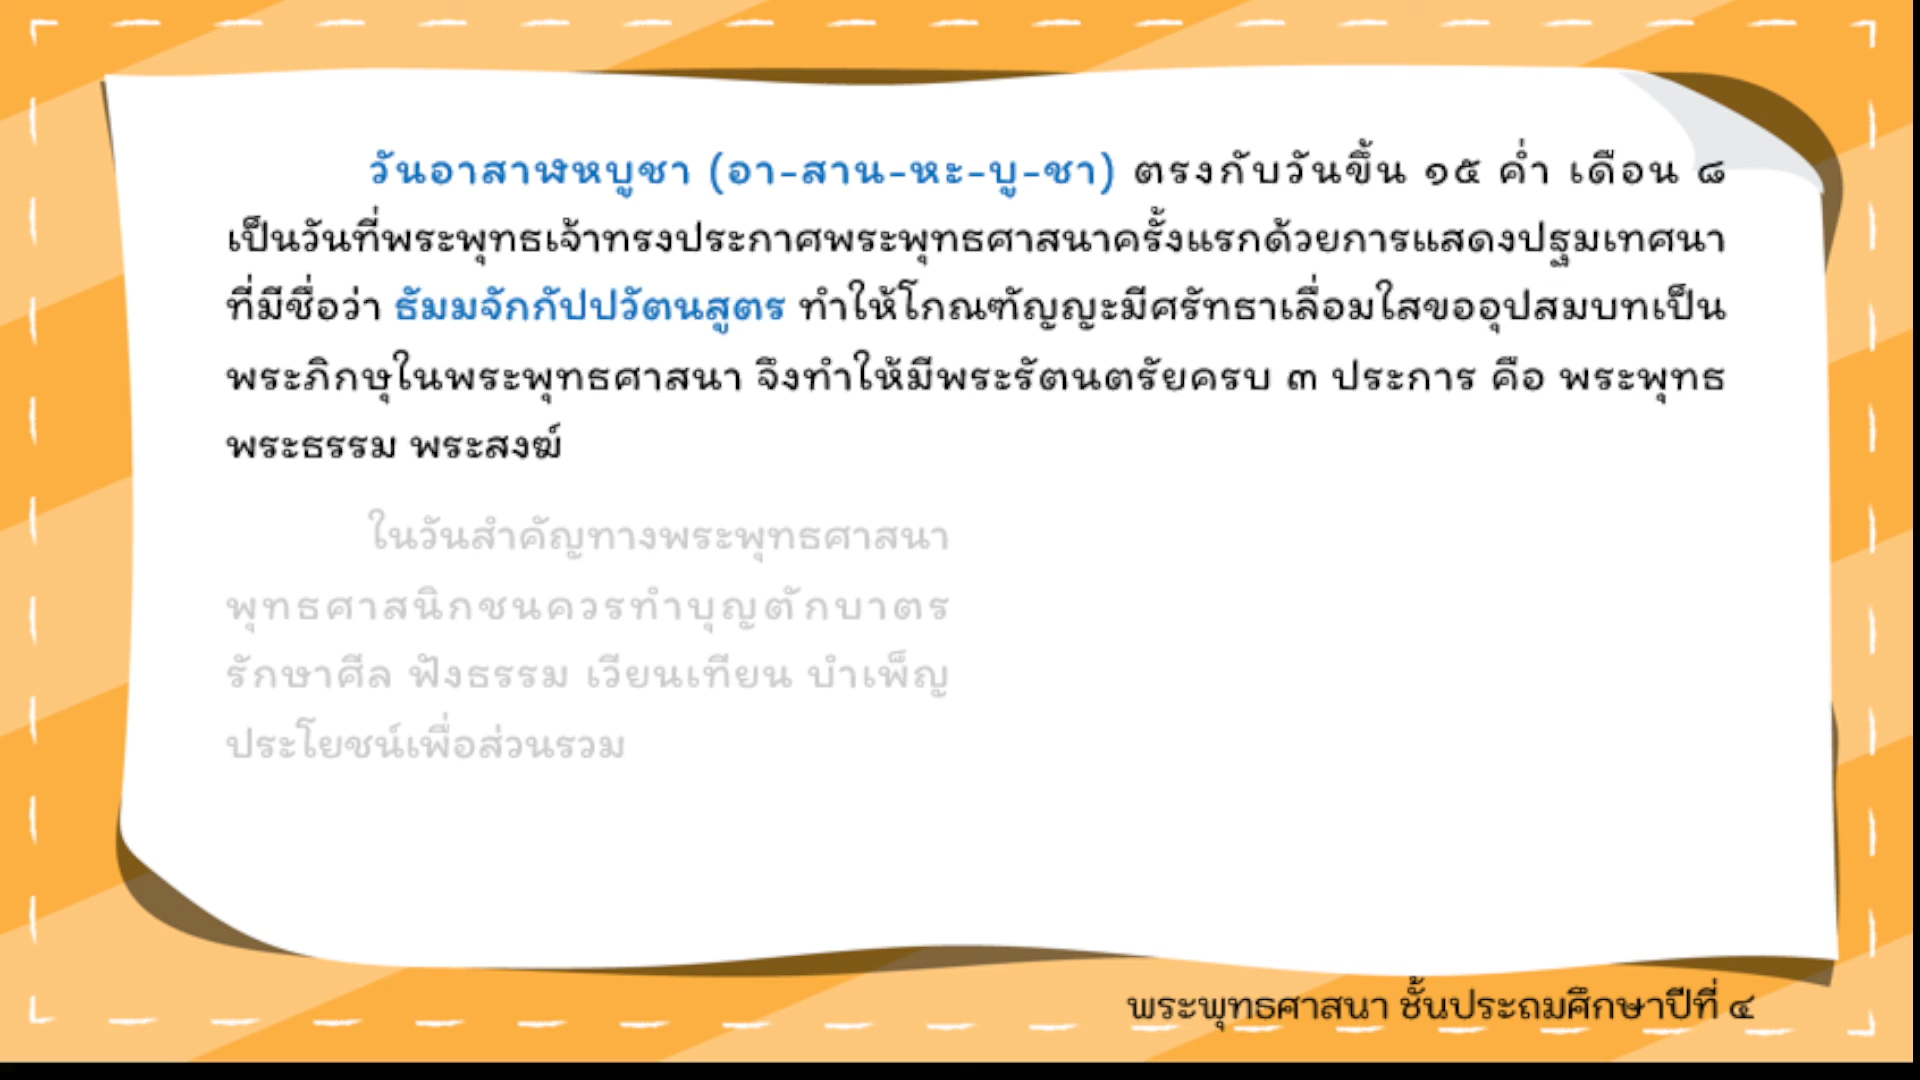 วันอาสาฬหบูชา (อา-สาน-หะ-บู-ชา) ตรงกับวันขึ้น ๑๕ ค่ำ เดือน ๘
เป็นวันที่พระพุทธเจ้าทรงประกาศพระพุทธศาสนาครั้งแรกด้วยการแสดงปฐมเทศนา
ที่มีชื่อว่า ธัมมจักกัปปวัตนสูตร ทำให้โกณฑัญญะมีศรัทธาเลื่อมใสขออุปสมบทเป็น
พระภิกษุในพระพุทธศาสนา จึงทำให้มีพระรัตนตรัยครบ ๓ ประการ คือ พระพุทธ
พระธรรม พระสงฆ์
ในวันสำคัญทางพระพุทธศาสนา
พุทธศาสนิกชนควรทำบุญตักบาตร
รักษาศีล ฟังธรรม เวียนเทียน บำเพ็ญ
ประโยชน์เพื่อส่วนรวม
พระพุทธศาสนา ชั้นประถมศึกษาปีที่ ๔